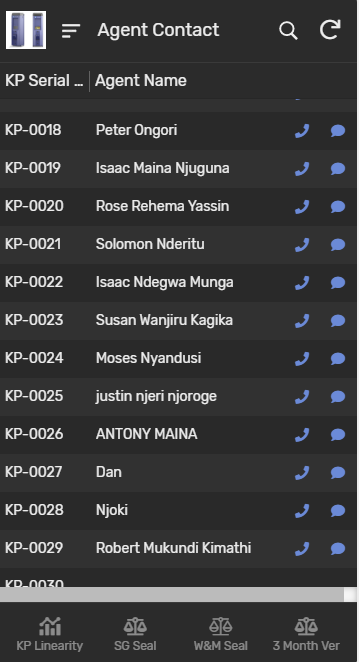 Agent Contact
KP Serial ... Agent Name
KP-0018 Peter Ongori
KP-0019 Isaac Maina Njuguna
KP-0020 Rose Rehema Yassin
KP-0021 Solomon Nderitu
KP-0022 Isaac Ndegwa Munga
KP-0023 Susan Wanjiru Kagika
KP-0024 Moses Nyandusi
KP-0025 justin njeri njoroge
KP-0026 ANTONY MAINA
KP-0027 Dan
KP-0028 Njoki
KP-0029 Robert Mukundi Kimathi
KP-0030
KP Linearity SG Seal W&M Seal 3 Month Ver